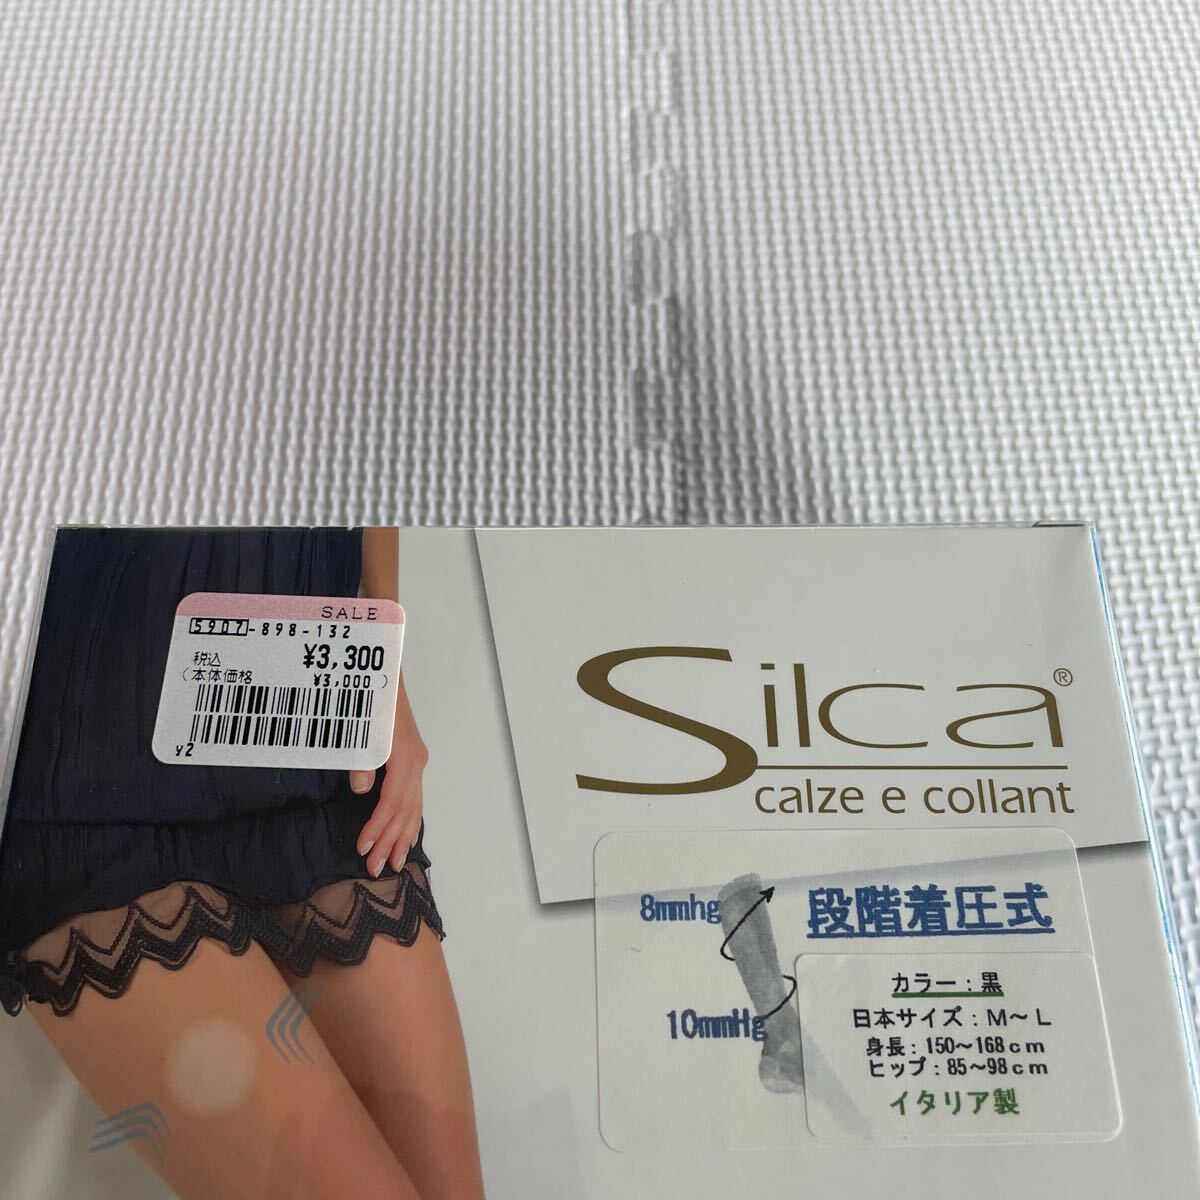 SALE
5907-898-132
税込 ¥3,300
(本体価格 ¥3,000 )
¥2
Silca®
calze e collant
8mmhg
段階着圧式
10mmHg
カラー：黒
日本サイズ：M～L
身長：150～168cm
ヒップ：85～98cm
イタリア製